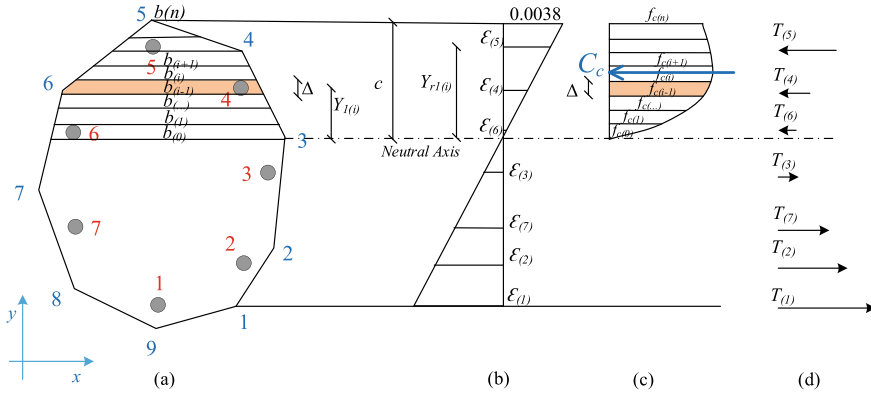 5 b(n)
0.0038
f_c(n)
4
ε_(5)
T_(5)
5
b_(i+1)
c
Y_r1(i)
f_c(i+1)
C_c
6
b_(i)
f_c(i)
T_(4)
b_(i-1)
4
Δ
ε_(4)
Δ
f_c(i-1)
b_(...)
Y_1(i)
f_c(...)
b_(1)
f_c(1)
T_(6)
6
b_(0)
ε_(6)
f_c(0)
3
Neutral Axis
3
ε_(3)
T_(3)
7
7
ε_(7)
T_(7)
2
2
ε_(2)
T_(2)
8
1
ε_(1)
T_(1)
y
1
9
x
(a)
(b)
(c)
(d)